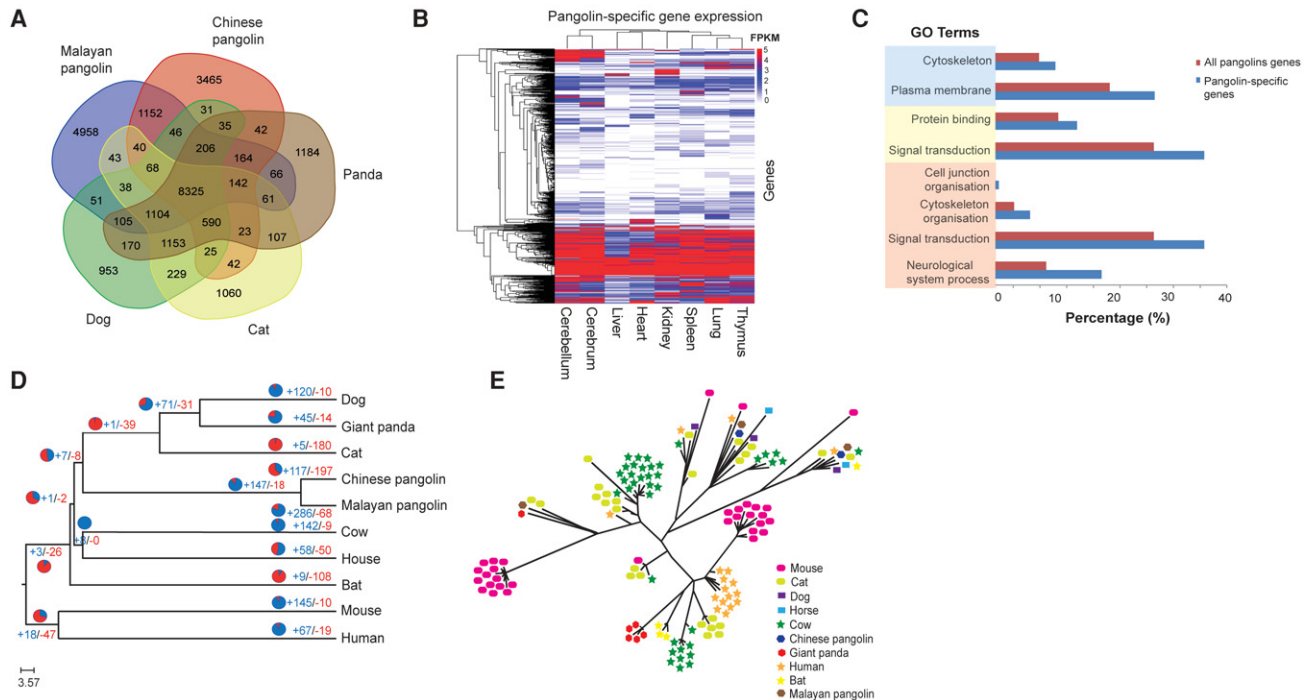 A
Chinese
pangolin
Malayan
pangolin
3465
4958
1152
31
46
35
42
1184
Panda
43
40
206
164
66
68
38
8325
142
61
51
105
1104
590
23
107
170
1153
25
42
953
229
1060
Dog
Cat
B
Pangolin-specific gene expression
FPKM
5
4
3
2
1
0
Genes
Cerebellum
Cerebrum
Liver
Heart
Kidney
Spleen
Lung
Thymus
C
GO Terms
All pangolins genes
Pangolin-specific
genes
Cytoskeleton
Plasma membrane
Protein binding
Signal transduction
Cell junction
organisation
Cytoskeleton
organisation
Signal transduction
Neurological
system process
0
10
20
30
40
Percentage (%)
D
+120/-10
Dog
+71/-31
+45/-14
Giant panda
+1/-39
+5/-180
Cat
+7/-8
+117/-197
Chinese pangolin
+147/-18
Malayan pangolin
+286/-68
+1/-2
+142/-9
Cow
+3/-0
+58/-50
House
+3/-26
+9/-108
Bat
+145/-10
Mouse
+18/-47
+67/-19
Human
3.57
E
Mouse
Cat
Dog
Horse
Cow
Chinese pangolin
Giant panda
Human
Bat
Malayan pangolin